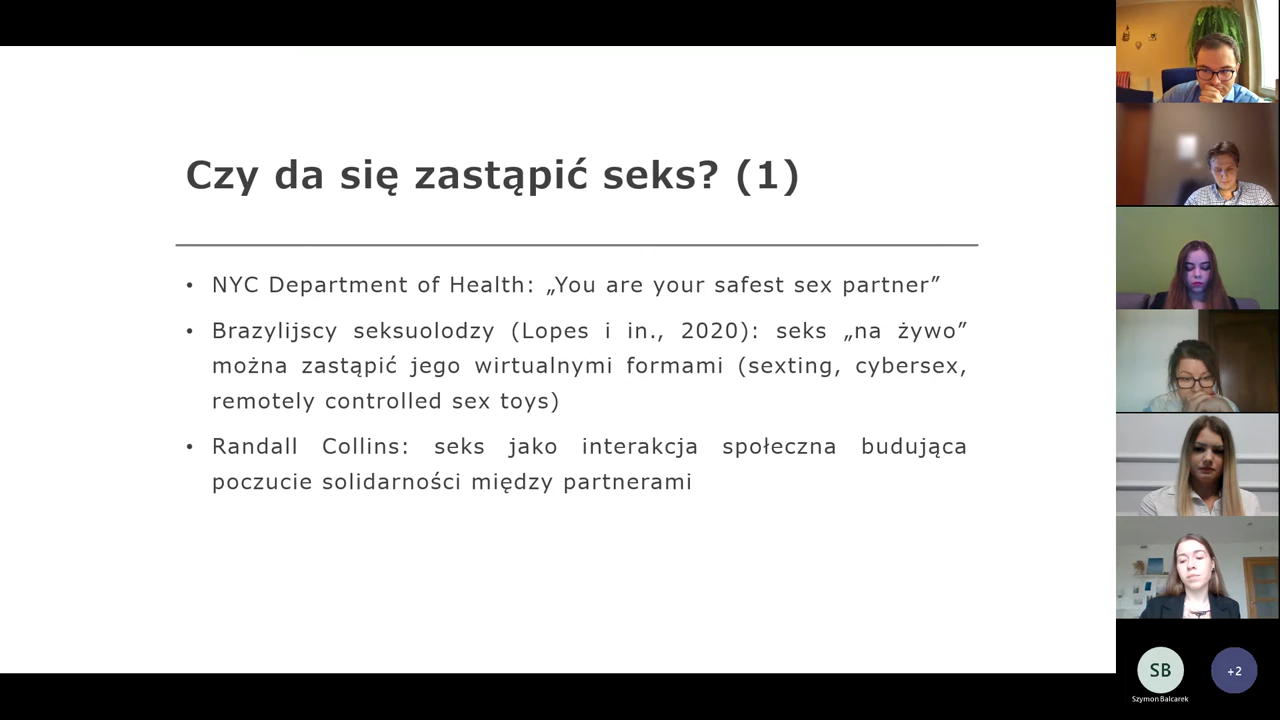 Czy da się zastąpić seks? (1)
• NYC Department of Health: „You are your safest sex partner”
• Brazylijscy seksuolodzy (Lopes i in., 2020): seks „na żywo”
można zastąpić jego wirtualnymi formami (sexting, cybersex,
remotely controlled sex toys)
• Randall Collins: seks jako interakcja społeczna budująca
poczucie solidarności między partnerami
SB
+2
Szymon Balcarek